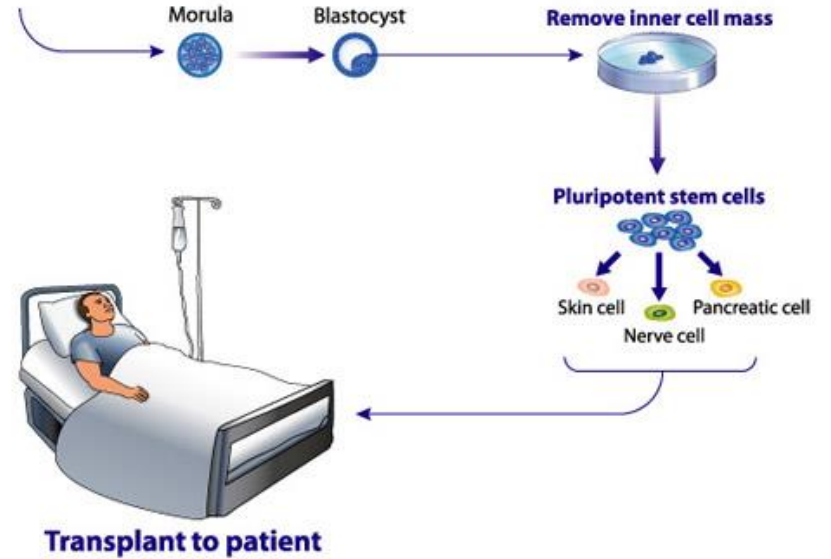 Morula
Blastocyst
Remove inner cell mass
Pluripotent stem cells
Skin cell
Nerve cell
Pancreatic cell
Transplant to patient